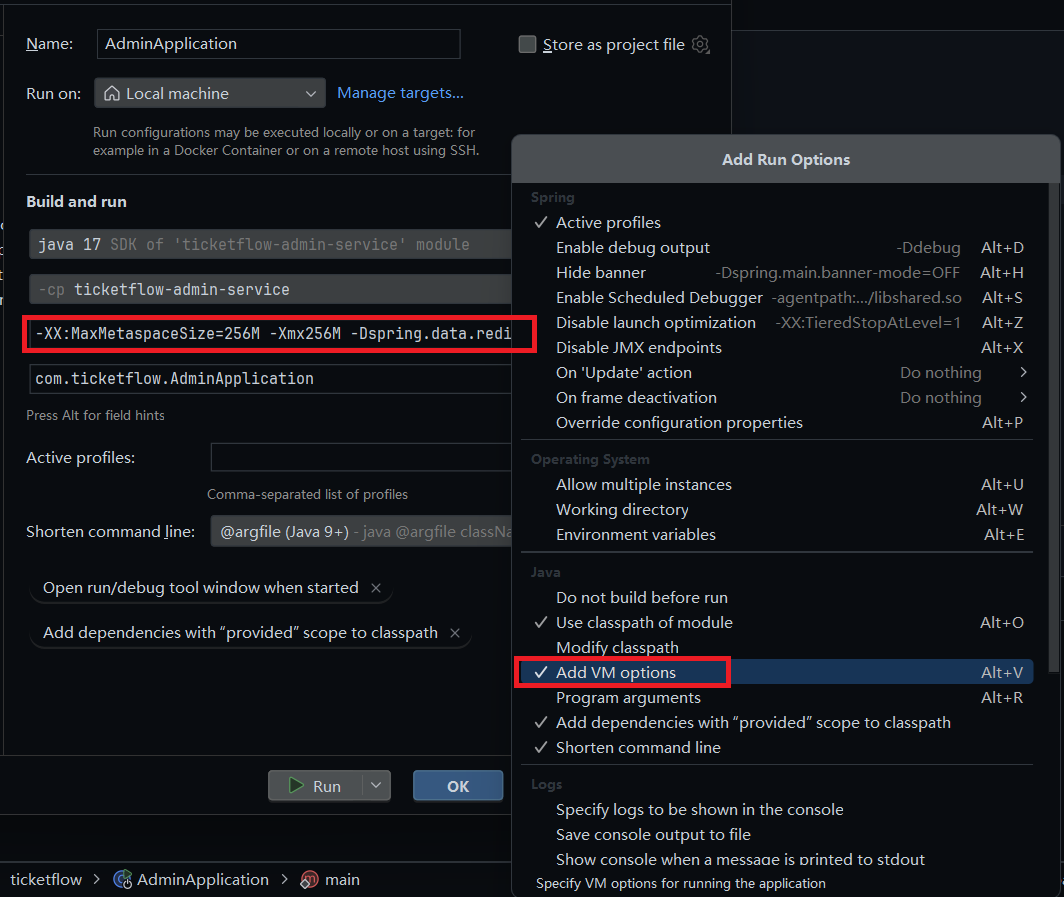 Name: AdminApplication
Store as project file
Run on: Local machine
Manage targets...
Run configurations may be executed locally or on a target: for
example in a Docker Container or on a remote host using SSH.
Build and run
java 17 SDK of 'ticketflow-admin-service' module
-cp ticketflow-admin-service
-XX:MaxMetaspaceSize=256M -Xmx256M -Dspring.data.redi
com.ticketflow.AdminApplication
Press Alt for field hints
Active profiles:
Comma-separated list of profiles
Shorten command line: @argfile (Java 9+) - java @argfile classNa
Open run/debug tool window when started ×
Add dependencies with “provided” scope to classpath ×
Run
OK
ticketflow > AdminApplication > main
Add Run Options
Spring
Active profiles
Enable debug output -Ddebug Alt+D
Hide banner -Dspring.main.banner-mode=OFF Alt+H
Enable Scheduled Debugger -agentpath:.../libshared.so Alt+S
Disable launch optimization -XX:TieredStopAtLevel=1 Alt+Z
Disable JMX endpoints Alt+X
On 'Update' action Do nothing >
On frame deactivation Do nothing >
Override configuration properties Alt+P
Operating System
Allow multiple instances Alt+U
Working directory Alt+W
Environment variables Alt+E
Java
Do not build before run
Use classpath of module Alt+O
Modify classpath
Add VM options Alt+V
Program arguments Alt+R
Add dependencies with “provided” scope to classpath
Shorten command line
Logs
Specify logs to be shown in the console
Save console output to file
Show console when a message is printed to stdout
Specify VM options for running the application